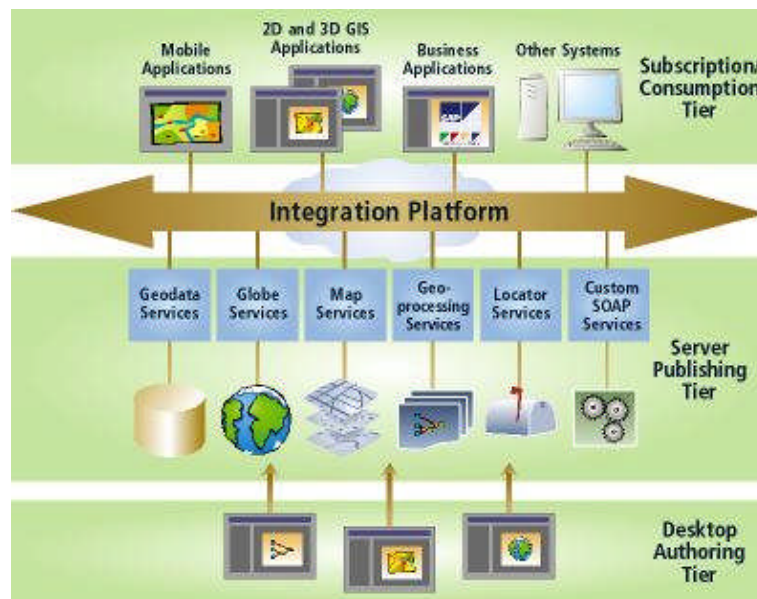 Mobile
Applications
2D and 3D GIS
Applications
Business
Applications
Other Systems
Subscription/
Consumption
Tier
Integration Platform
Geodata
Services
Globe
Services
Map
Services
Geo-
processing
Services
Locator
Services
Custom
SOAP
Services
Server
Publishing
Tier
Desktop
Authoring
Tier